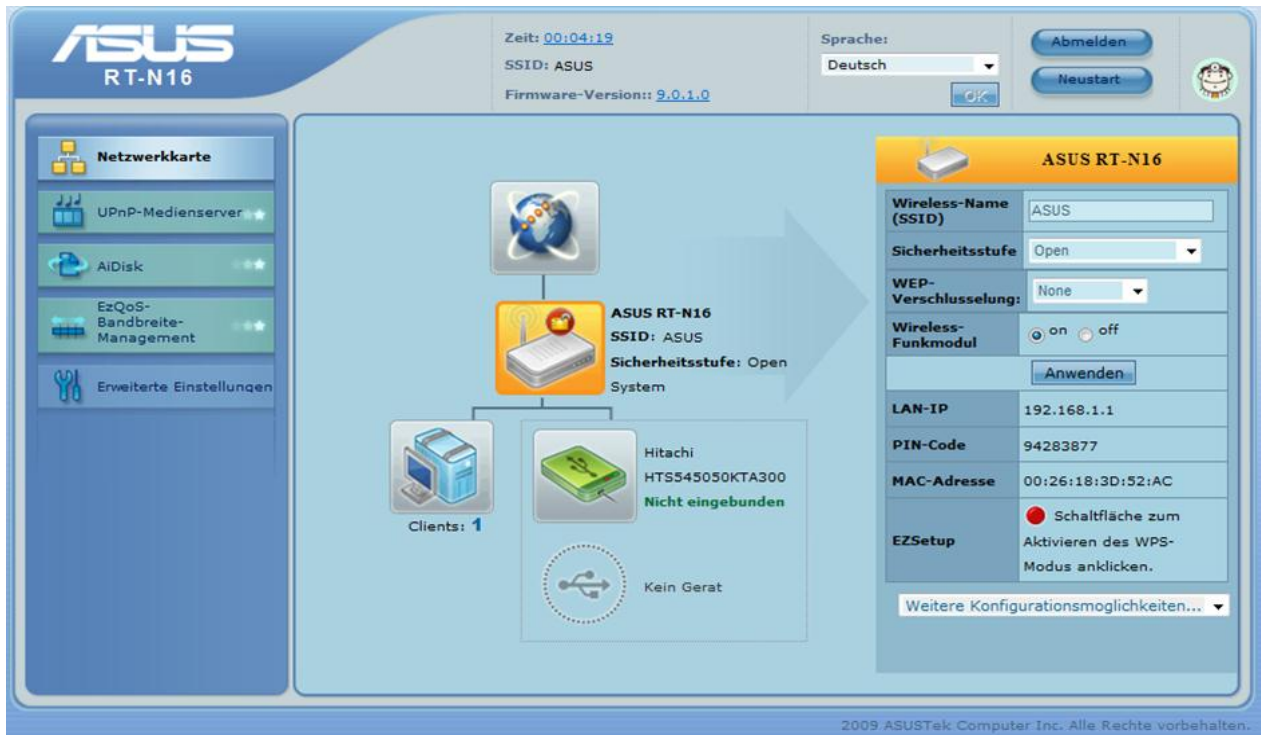 ASUS
RT-N16
Zeit: 00:04:19
SSID: ASUS
Firmware-Version:: 9.0.1.0
Sprache:
Deutsch
OK
Abmelden
Neustart
Netzwerkkarte
UPnP-Medienserver
AiDisk
EzQoS-
Bandbreite-
Management
Erweiterte Einstellungen
ASUS RT-N16
SSID: ASUS
Sicherheitsstufe: Open
System
Clients: 1
Hitachi
HTS545050KTA300
Nicht eingebunden
Kein Gerat
ASUS RT-N16
Wireless-Name
(SSID)
ASUS
Sicherheitsstufe
Open
WEP-
Verschlusselung:
None
Wireless-
Funkmodul
on off
Anwenden
LAN-IP
192.168.1.1
PIN-Code
94283877
MAC-Adresse
00:26:18:3D:52:AC
EZSetup
Schaltfläche zum
Aktivieren des WPS-
Modus anklicken.
Weitere Konfigurationsmoglichkeiten...
2009 ASUSTek Computer Inc. Alle Rechte vorbehalten.